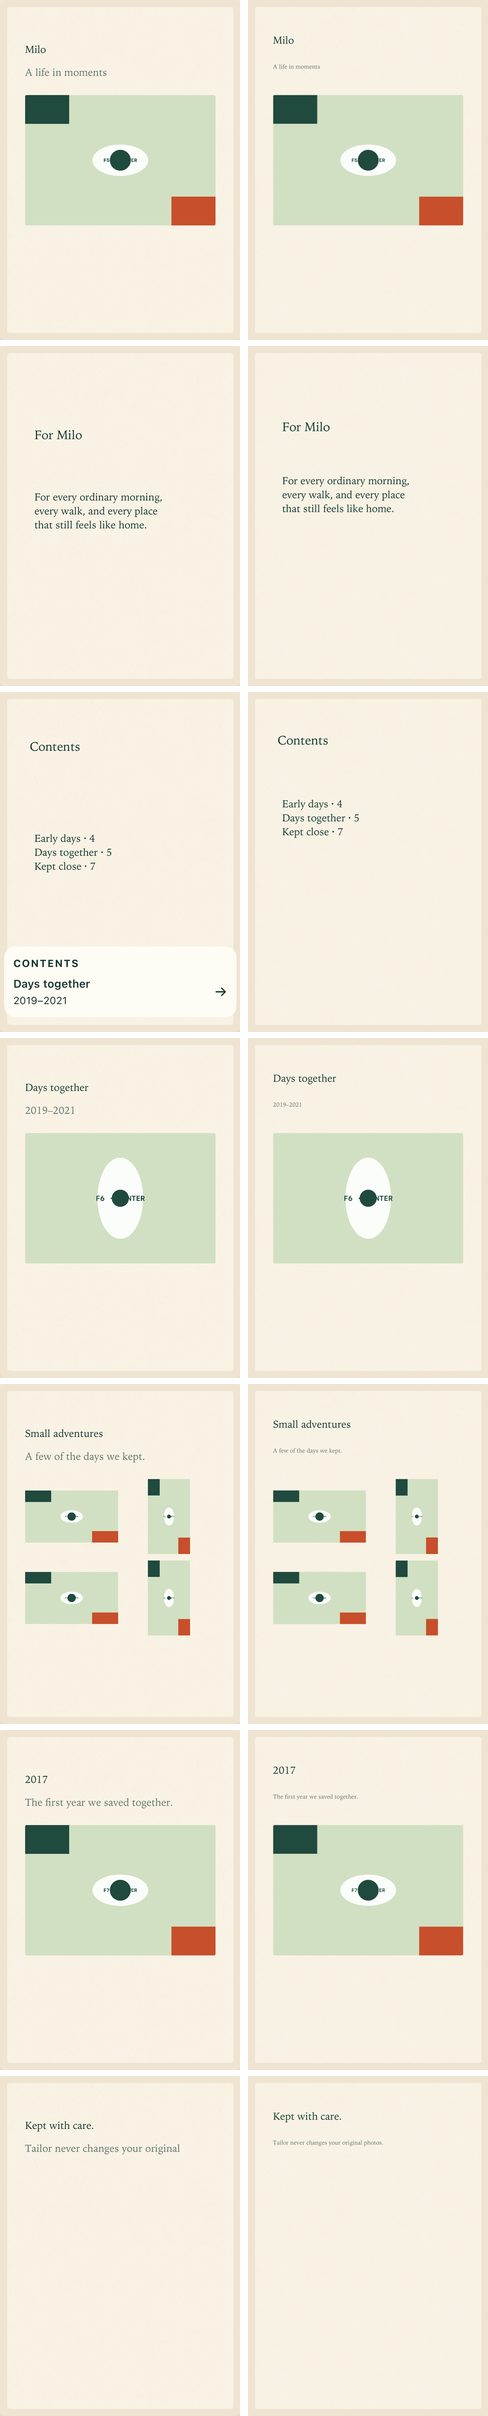 Milo
A life in moments
Milo
A life in moments
For Milo
For every ordinary morning,
every walk, and every place
that still feels like home.
For Milo
For every ordinary morning,
every walk, and every place
that still feels like home.
Contents
Early days · 4
Days together · 5
Kept close · 7
CONTENTS
Days together
2019–2021
→
Contents
Early days · 4
Days together · 5
Kept close · 7
Days together
2019–2021
F6
NTER
Days together
2019–2021
F6
NTER
Small adventures
A few of the days we kept.
Small adventures
A few of the days we kept.
2017
The first year we saved together.
2017
The first year we saved together.
Kept with care.
Tailor never changes your original
Kept with care.
Tailor never changes your original photos.